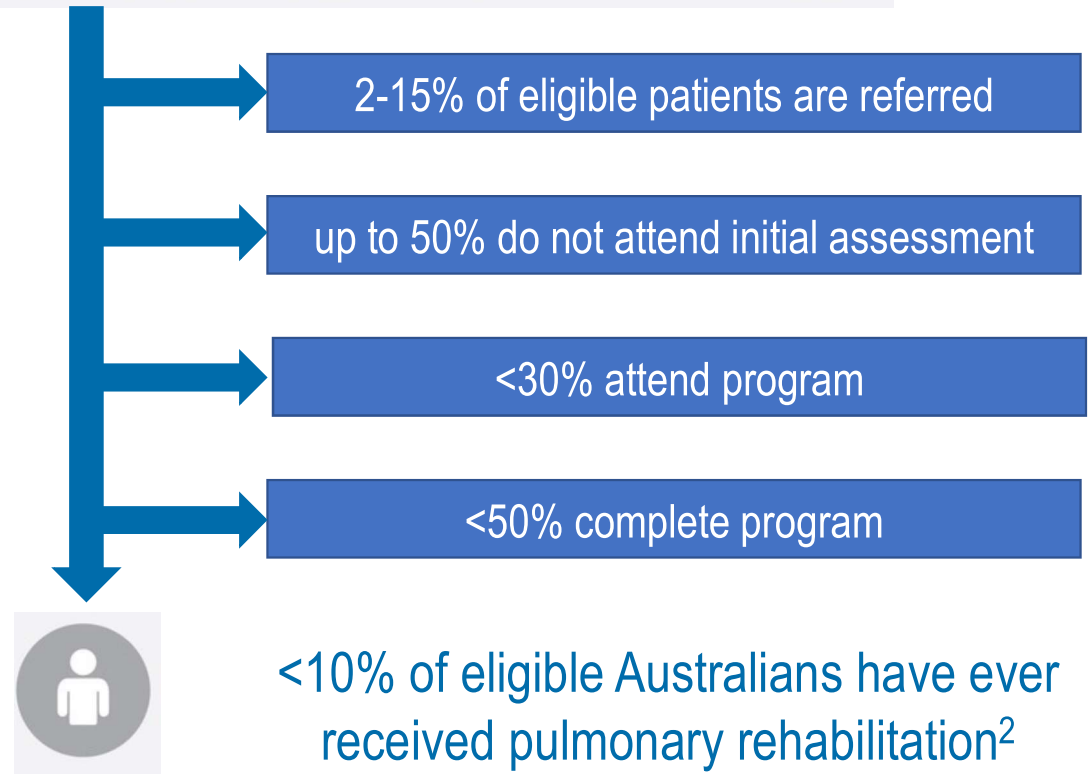 2-15% of eligible patients are referred
up to 50% do not attend initial assessment
<30% attend program
<50% complete program
<10% of eligible Australians have ever
received pulmonary rehabilitation²